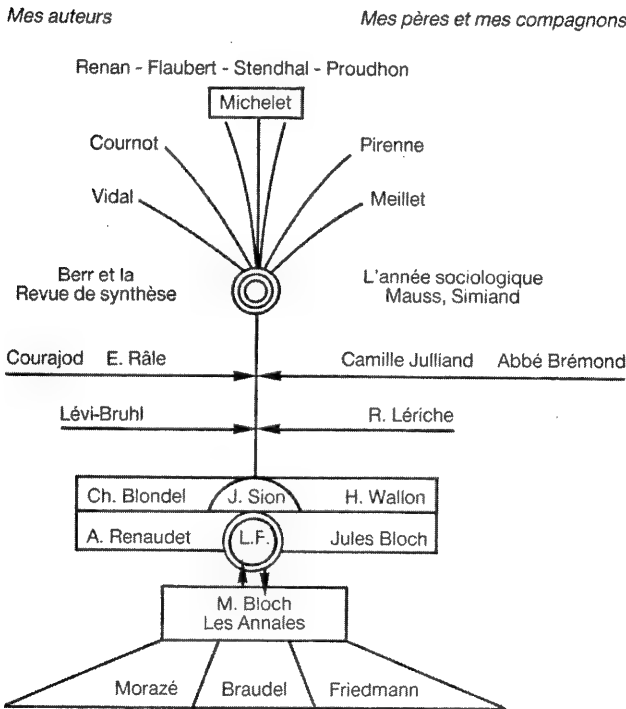 Mes auteurs Mes pères et mes compagnons
Renan - Flaubert - Stendhal - Proudhon
Michelet
Cournot Pirenne
Vidal Meillet
Berr et la
Revue de synthèse
L'année sociologique
Mauss, Simiand
Courajod E. Râle Camille Julliand Abbé Brémond
Lévi-Bruhl R. Lériche
Ch. Blondel J. Sion H. Wallon
A. Renaudet L.F. Jules Bloch
M. Bloch
Les Annales
Morazé Braudel Friedmann